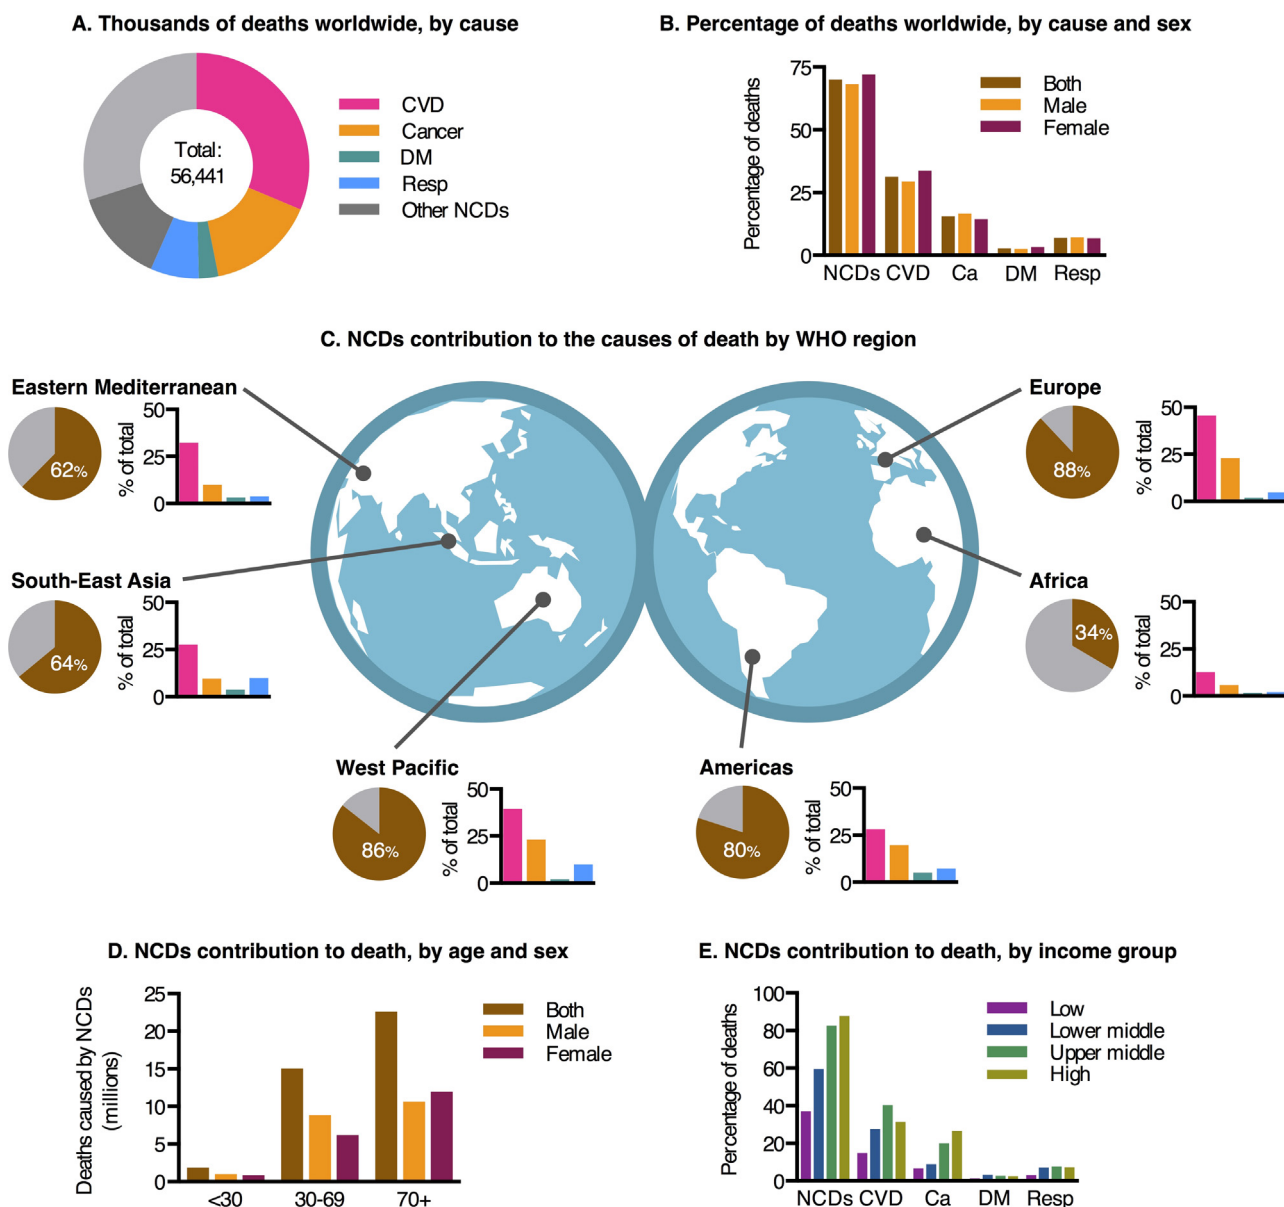 A. Thousands of deaths worldwide, by cause
Total:
56,441
CVD
Cancer
DM
Resp
Other NCDs
B. Percentage of deaths worldwide, by cause and sex
Percentage of deaths
75
50
25
0
Both
Male
Female
NCDs CVD Ca DM Resp
C. NCDs contribution to the causes of death by WHO region
Eastern Mediterranean
62%
% of total
50
25
0
Europe
88%
% of total
50
25
0
South-East Asia
64%
% of total
50
25
0
Africa
34%
% of total
50
25
0
West Pacific
86%
% of total
50
25
0
Americas
80%
% of total
50
25
0
D. NCDs contribution to death, by age and sex
Deaths caused by NCDs
(millions)
25
20
15
10
5
0
Both
Male
Female
<30 30-69 70+
E. NCDs contribution to death, by income group
Percentage of deaths
100
80
60
40
20
0
Low
Lower middle
Upper middle
High
NCDs CVD Ca DM Resp